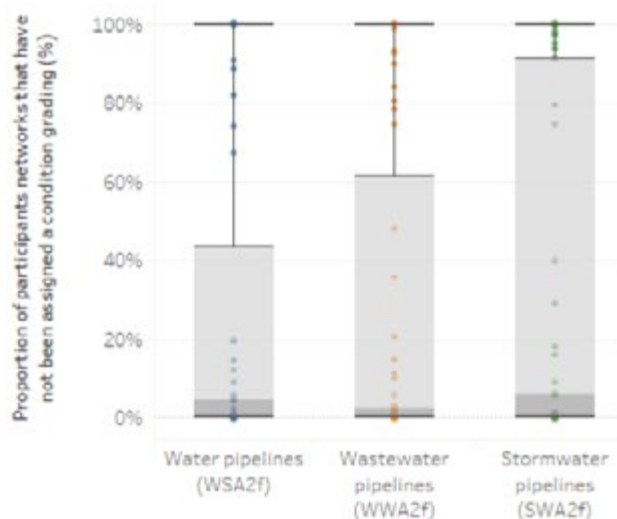 Proportion of participants networks that have
not been assigned a condition grading (%)
100%
80%
60%
40%
20%
0%
Water pipelines
(WSA2f)
Wastewater
pipelines
(WWA2f)
Stormwater
pipelines
(SWA2f)